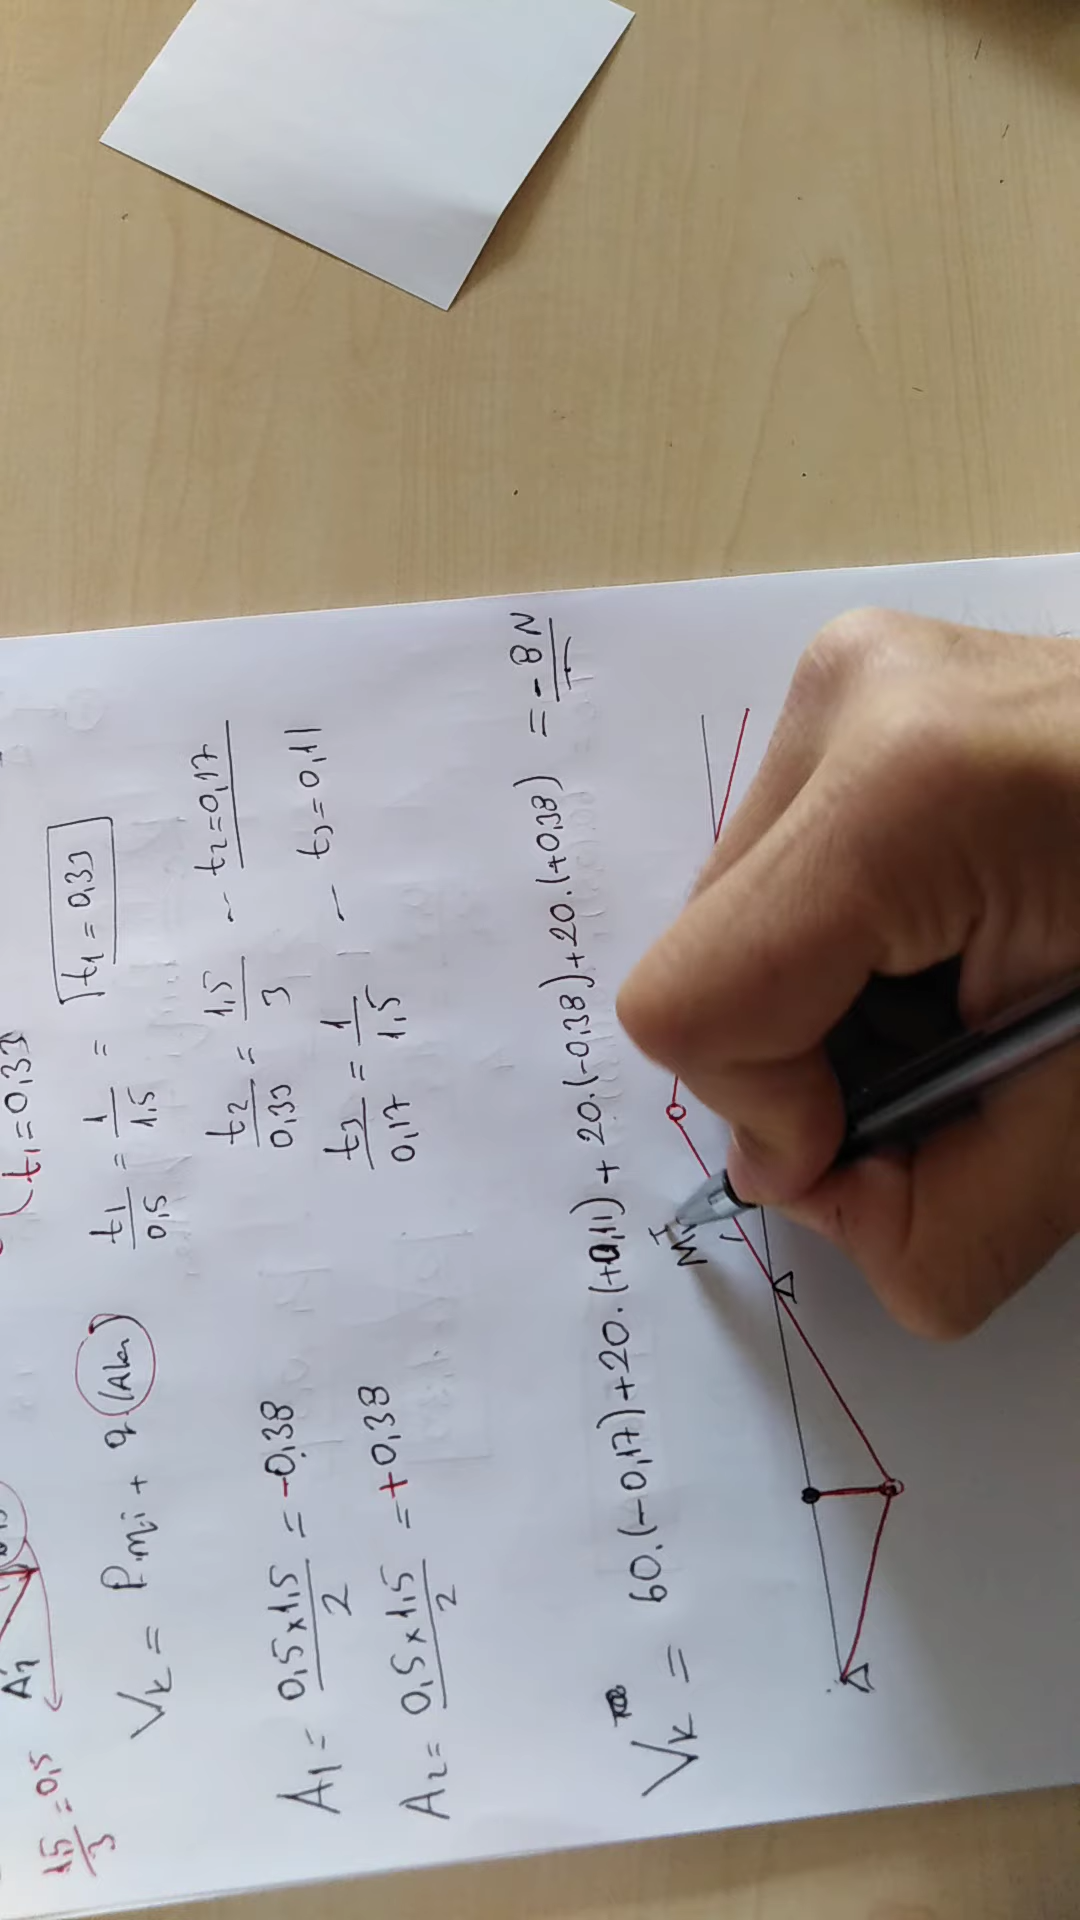 1,5/3 = 0,5
A1
t1 = 0,33
Vk = P.mi + q.(Alan)
t1/0,5 = 1/1,5 = t1 = 0,33
A1 = 0,5x1,5/2 = -0,38
t2/0,33 = 1,5/3 - t2=0,17
A2 = 0,5x1,5/2 = +0,38
t3/0,17 = 1/1,5 - t3=0,11
Vk = 60.(-0,17)+20.(+0,11) + 20.(-0,38)+20.(+0,38) = -8N